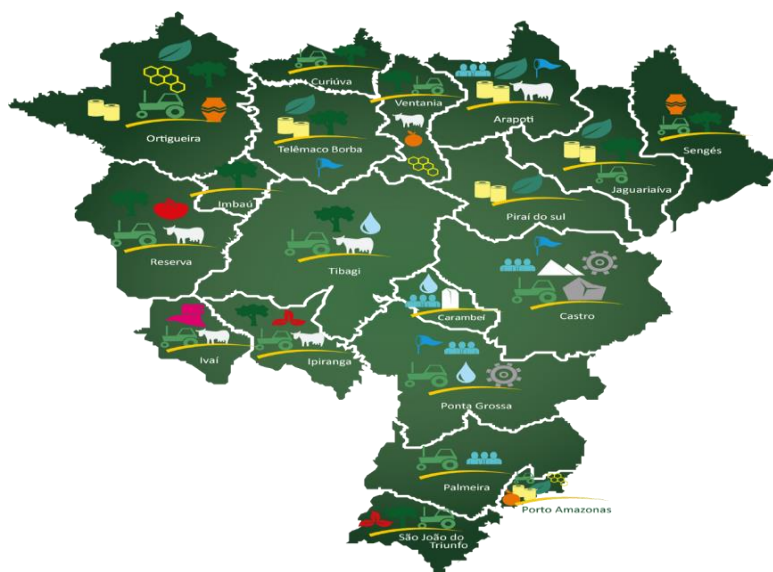 Curiúva
Ventania
Arapoti
Ortigueira
Telêmaco Borba
Sengés
Jaguariaíva
Imbaú
Piraí do sul
Reserva
Tibagi
Castro
Carambeí
Ivaí
Ipiranga
Ponta Grossa
Palmeira
Porto Amazonas
São João do
Triunfo